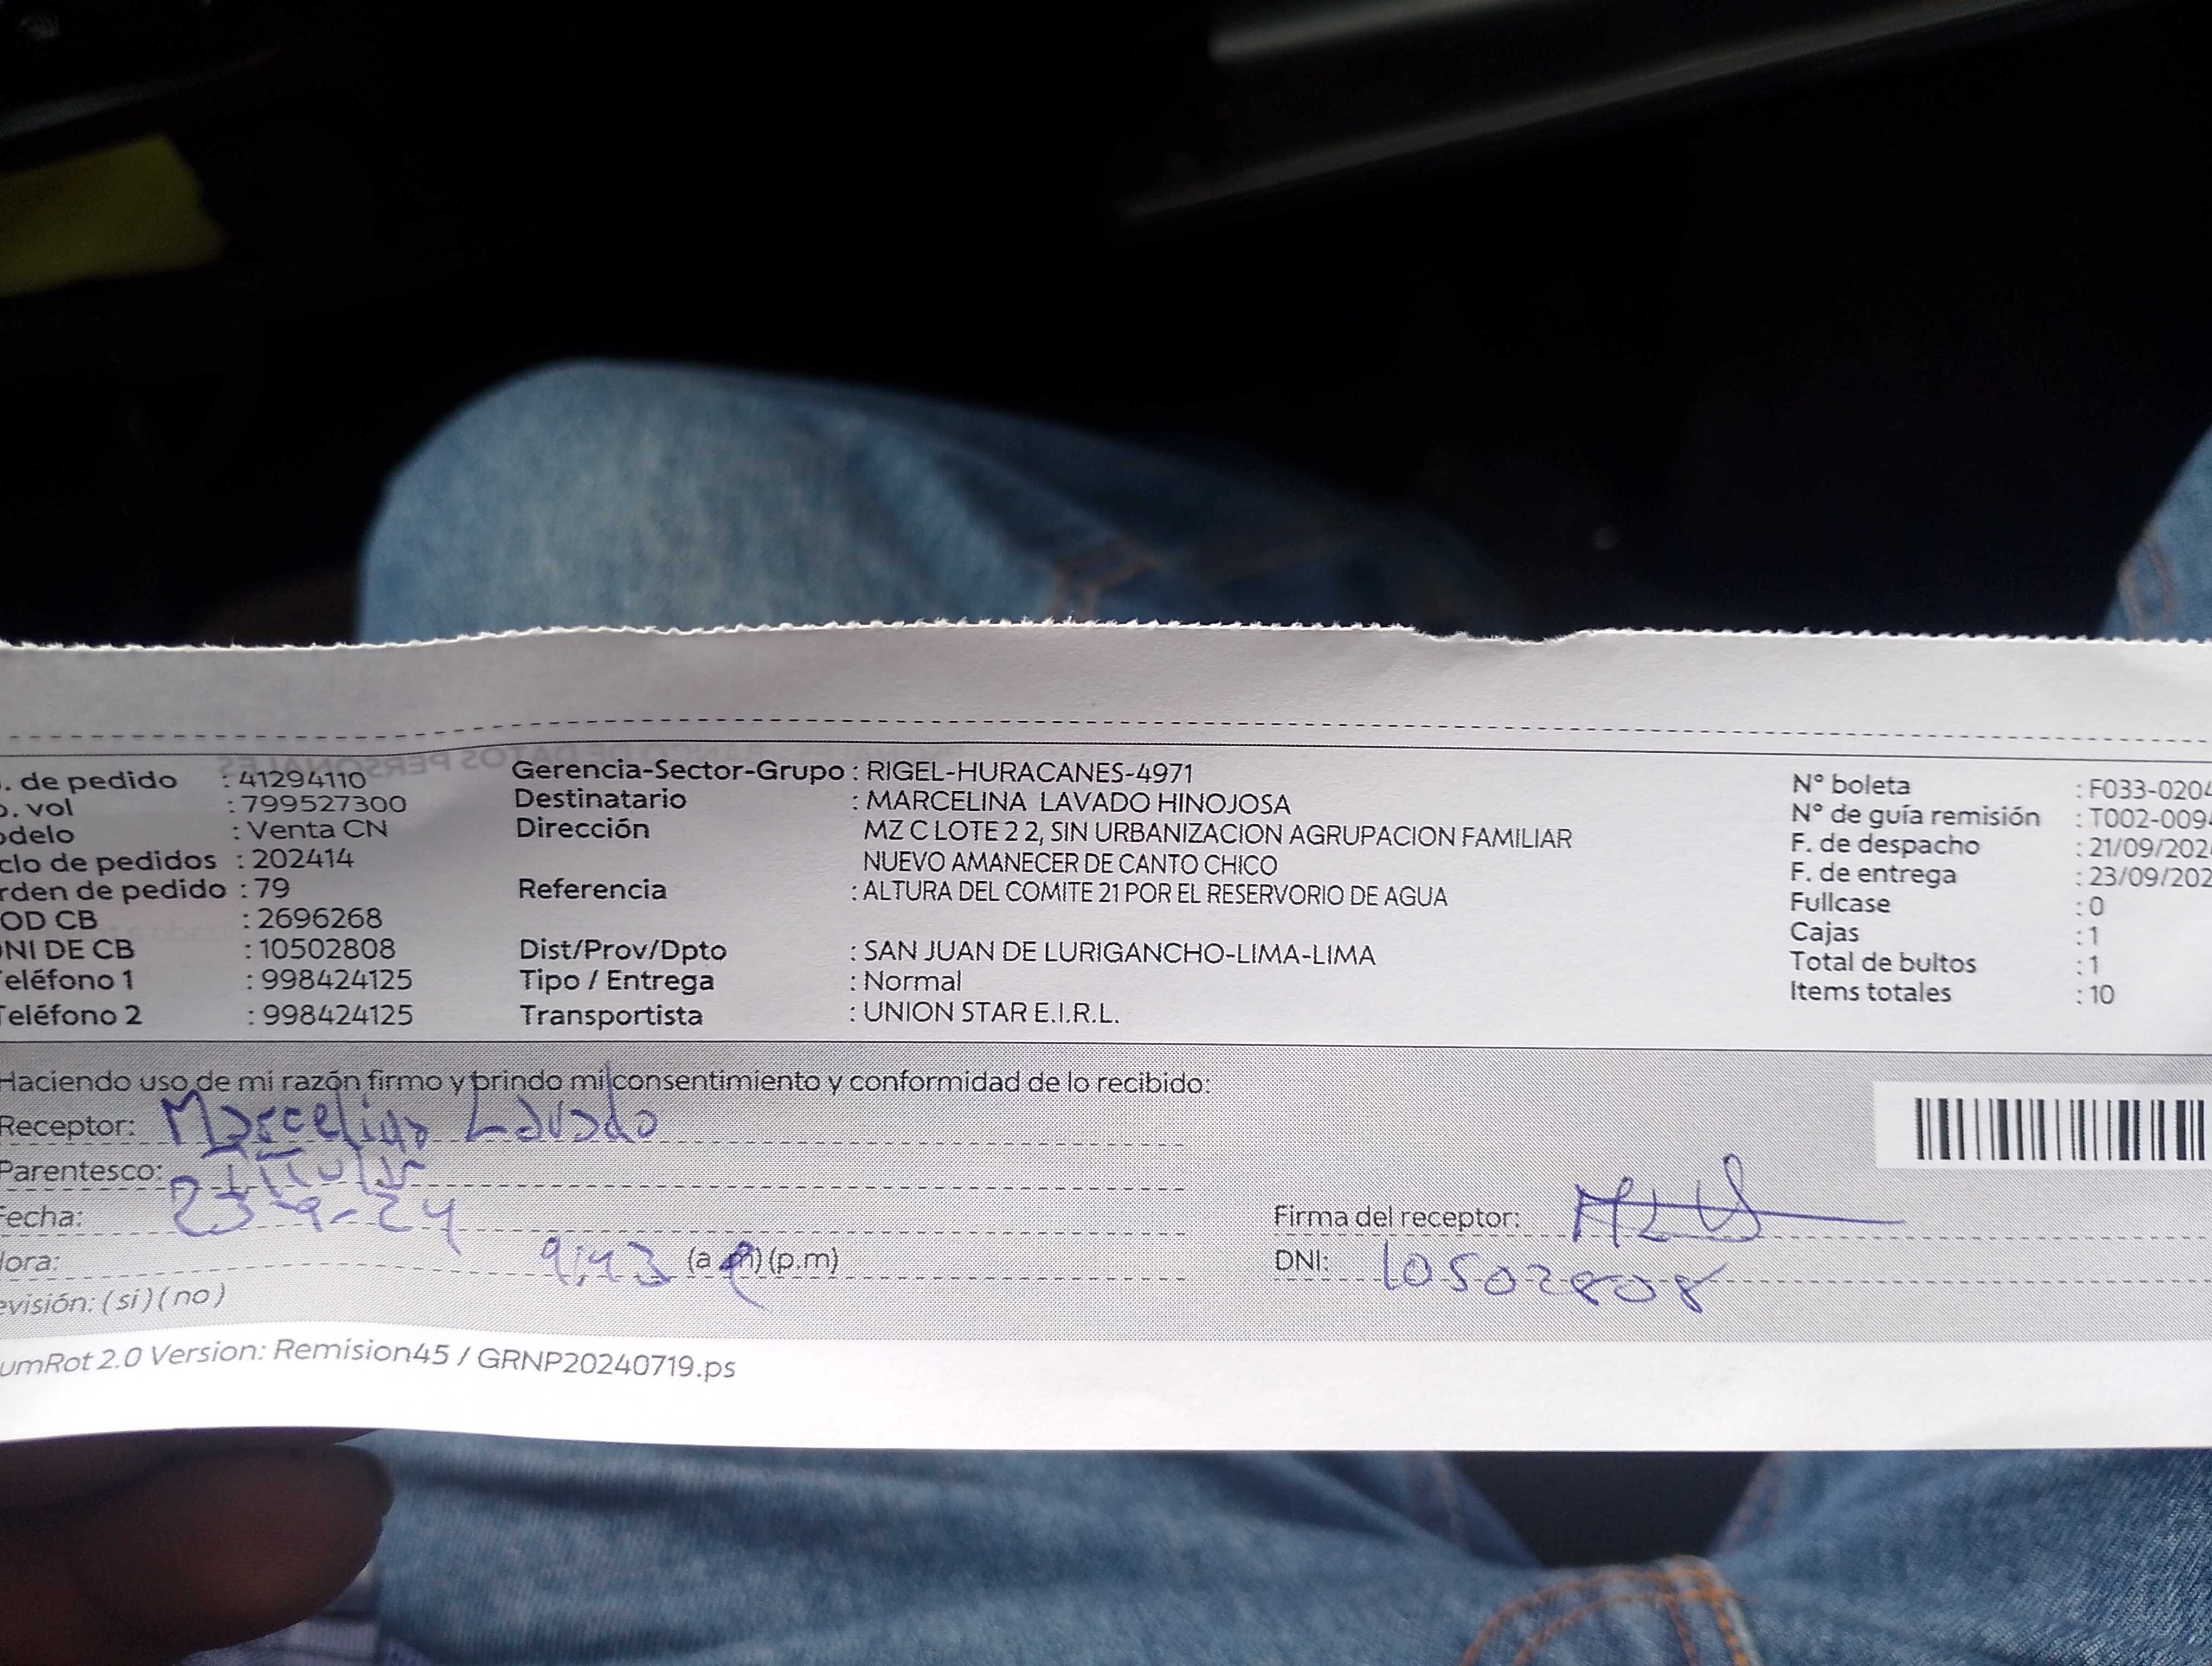 . de pedido : 41294110
o. vol : 799527300
odelo : Venta CN
clo de pedidos : 202414
rden de pedido : 79
OD CB : 2696268
NI DE CB : 10502808
eléfono 1 : 998424125
Teléfono 2 : 998424125
Gerencia-Sector-Grupo : RIGEL-HURACANES-4971
Destinatario : MARCELINA LAVADO HINOJOSA
Dirección MZ C LOTE 2 2, SIN URBANIZACION AGRUPACION FAMILIAR
NUEVO AMANECER DE CANTO CHICO
Referencia : ALTURA DEL COMITE 21 POR EL RESERVORIO DE AGUA
Dist/Prov/Dpto : SAN JUAN DE LURIGANCHO-LIMA-LIMA
Tipo / Entrega : Normal
Transportista : UNION STAR E.I.R.L.
N° boleta : F033-0204
N° de guía remisión : T002-009
F. de despacho : 21/09/202
F. de entrega : 23/09/202
Fullcase : 0
Cajas : 1
Total de bultos : 1
Items totales : 10
Haciendo uso de mi razón firmo y brindo mi consentimiento y conformidad de lo recibido:
Receptor: Marcelina Lavado
Parentesco: titular
Fecha: 23-9-24
Hora: 9:43 (a.m) (p.m)
evisión: (si) (no)
Firma del receptor:
DNI: 10502808
umRot 2.0 Version: Remísion45 / GRNP20240719.ps